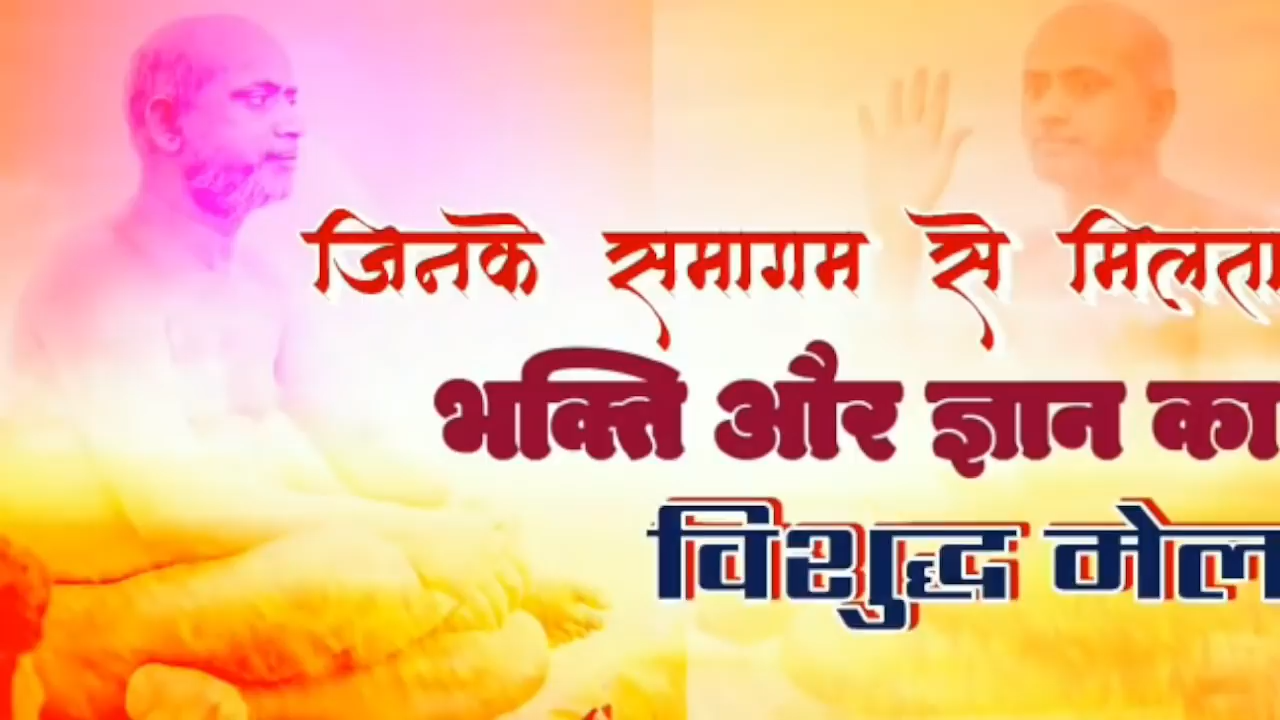 जिनके समागम से मिलता
भक्ति और ज्ञान का
विशुद्ध मेल